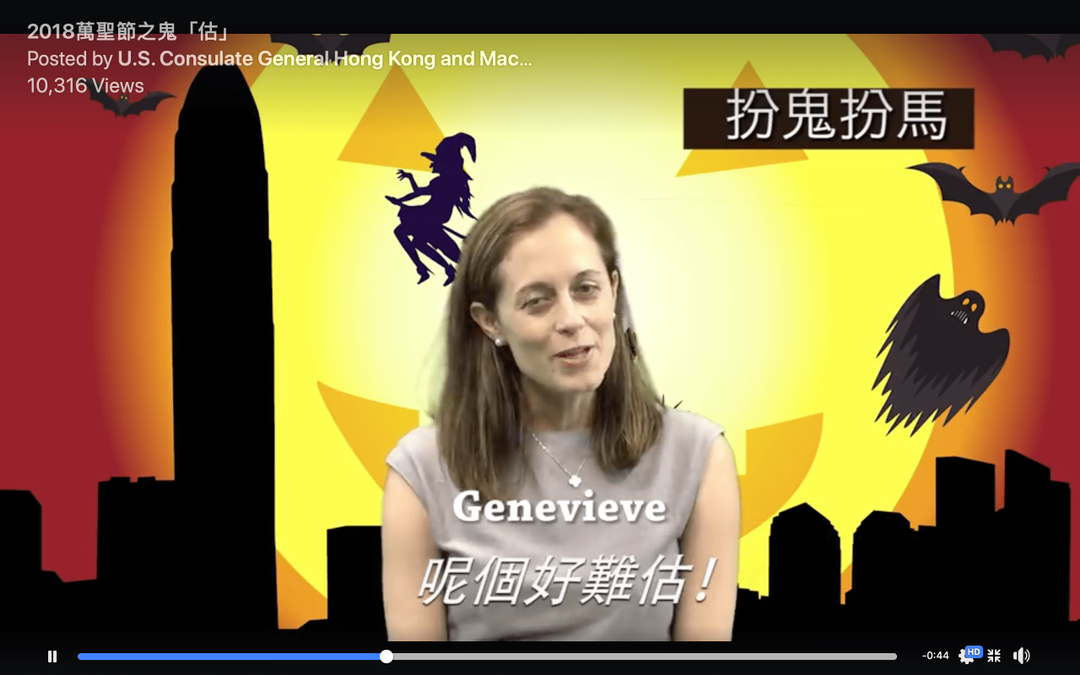 2018萬聖節之鬼「估」
Posted by U.S. Consulate General Hong Kong and Mac...
10,316 Views
扮鬼扮馬
Genevieve
呢個好難估!
-0:44
HD